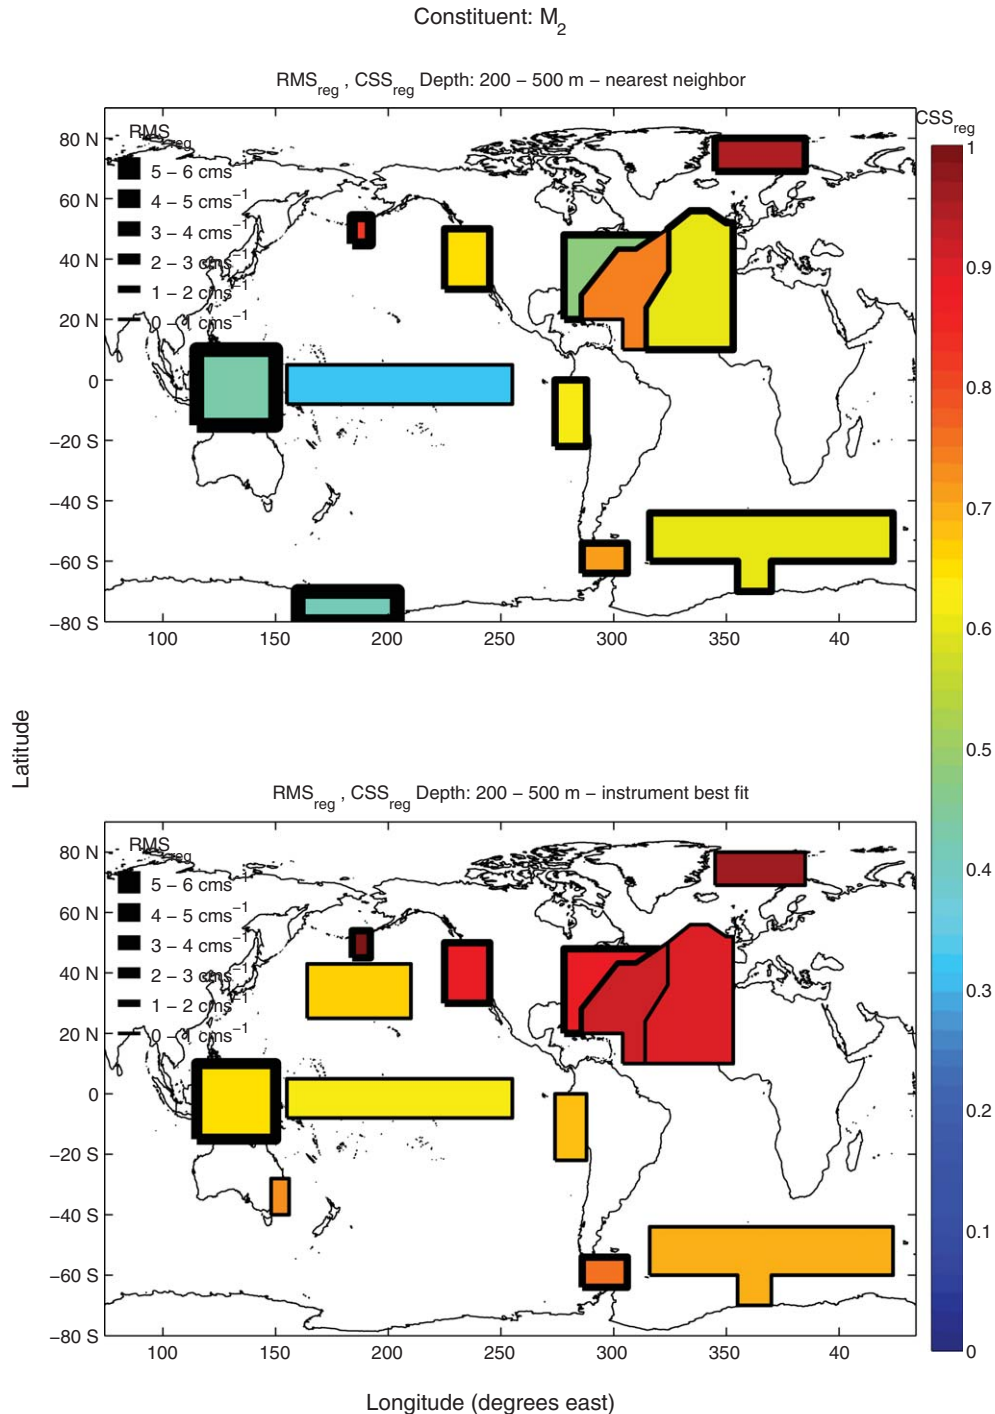 Constituent: M2
RMSreg , CSSreg Depth: 200 – 500 m – nearest neighbor
CSSreg
RMSreg
5 – 6 cms−1
4 – 5 cms−1
3 – 4 cms−1
2 – 3 cms−1
1 – 2 cms−1
0 – 1 cms−1
80 N
60 N
40 N
20 N
0
−20 S
−40 S
−60 S
−80 S
100 150 200 250 300 350 40
1
0.9
0.8
0.7
0.6
0.5
0.4
0.3
0.2
0.1
0
Latitude
RMSreg , CSSreg Depth: 200 – 500 m – instrument best fit
RMSreg
5 – 6 cms−1
4 – 5 cms−1
3 – 4 cms−1
2 – 3 cms−1
1 – 2 cms−1
0 – 1 cms−1
80 N
60 N
40 N
20 N
0
−20 S
−40 S
−60 S
−80 S
100 150 200 250 300 350 40
Longitude (degrees east)